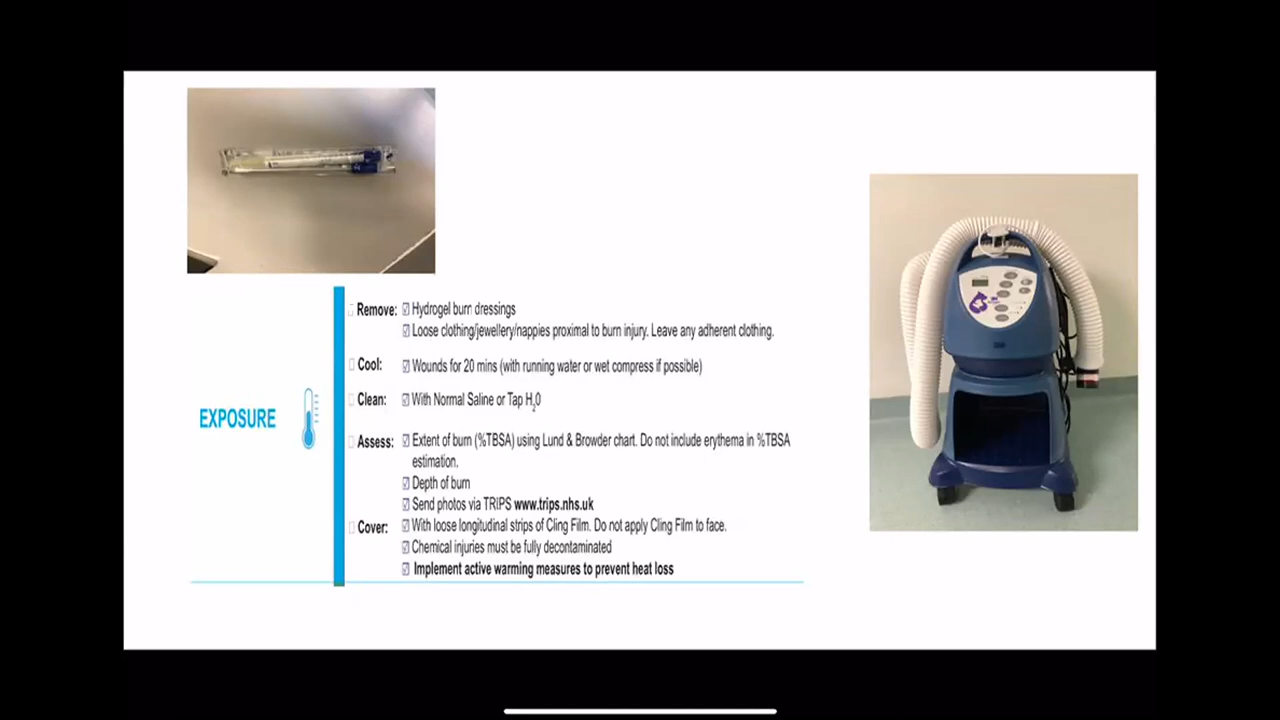 Remove: Hydrogel burn dressings
Loose clothing/jewellery/nappies proximal to burn injury. Leave any adherent clothing.
Cool: Wounds for 20 mins (with running water or wet compress if possible)
Clean: With Normal Saline or Tap H₂0
EXPOSURE
Assess: Extent of burn (%TBSA) using Lund & Browder chart. Do not include erythema in %TBSA
estimation.
Depth of burn
Send photos via TRIPS www.trips.nhs.uk
Cover: With loose longitudinal strips of Cling Film. Do not apply Cling Film to face.
Chemical injuries must be fully decontaminated
Implement active warming measures to prevent heat loss